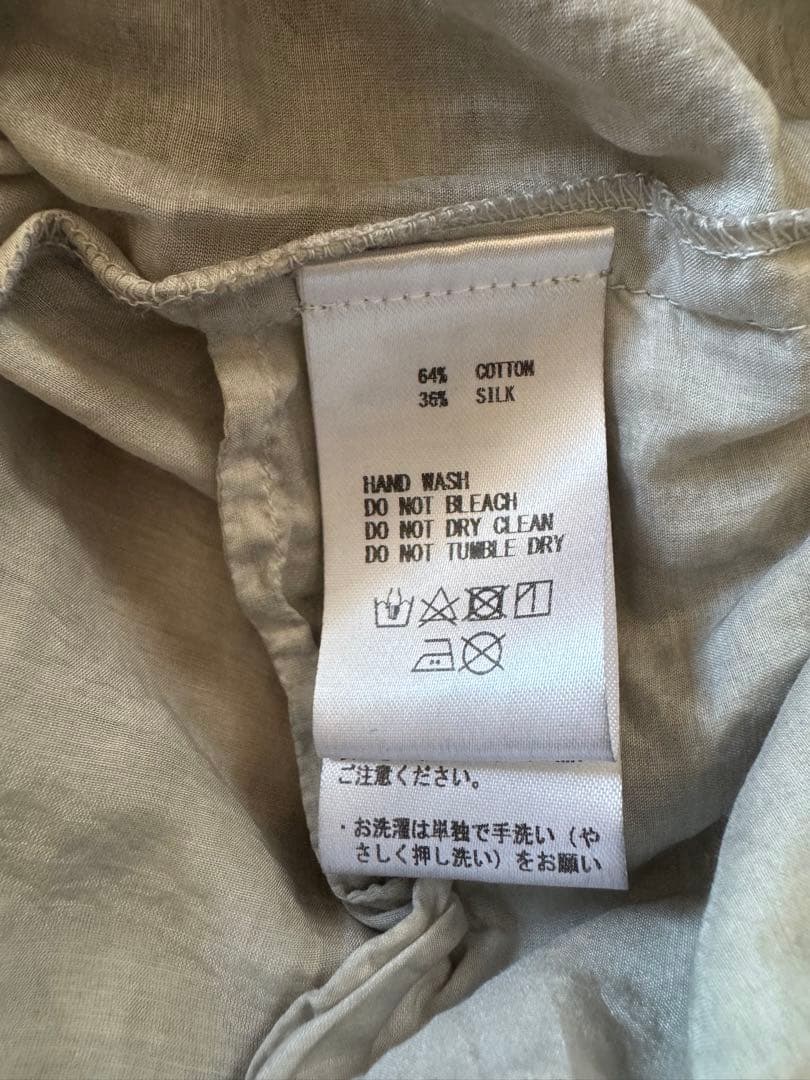 64% COTTON
36% SILK
HAND WASH
DO NOT BLEACH
DO NOT DRY CLEAN
DO NOT TUMBLE DRY
ご注意ください。
・お洗濯は単独で手洗い（や
さしく押し洗い）をお願い